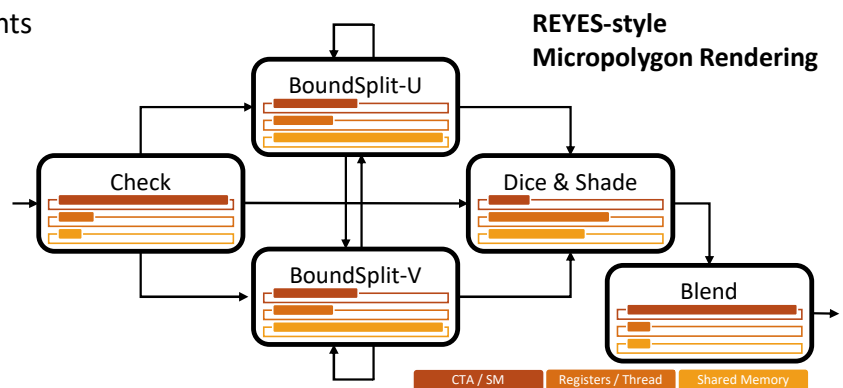 nts
REYES-style
Micropolygon Rendering
BoundSplit-U
Check
Dice & Shade
BoundSplit-V
Blend
CTA / SM
Registers / Thread
Shared Memory